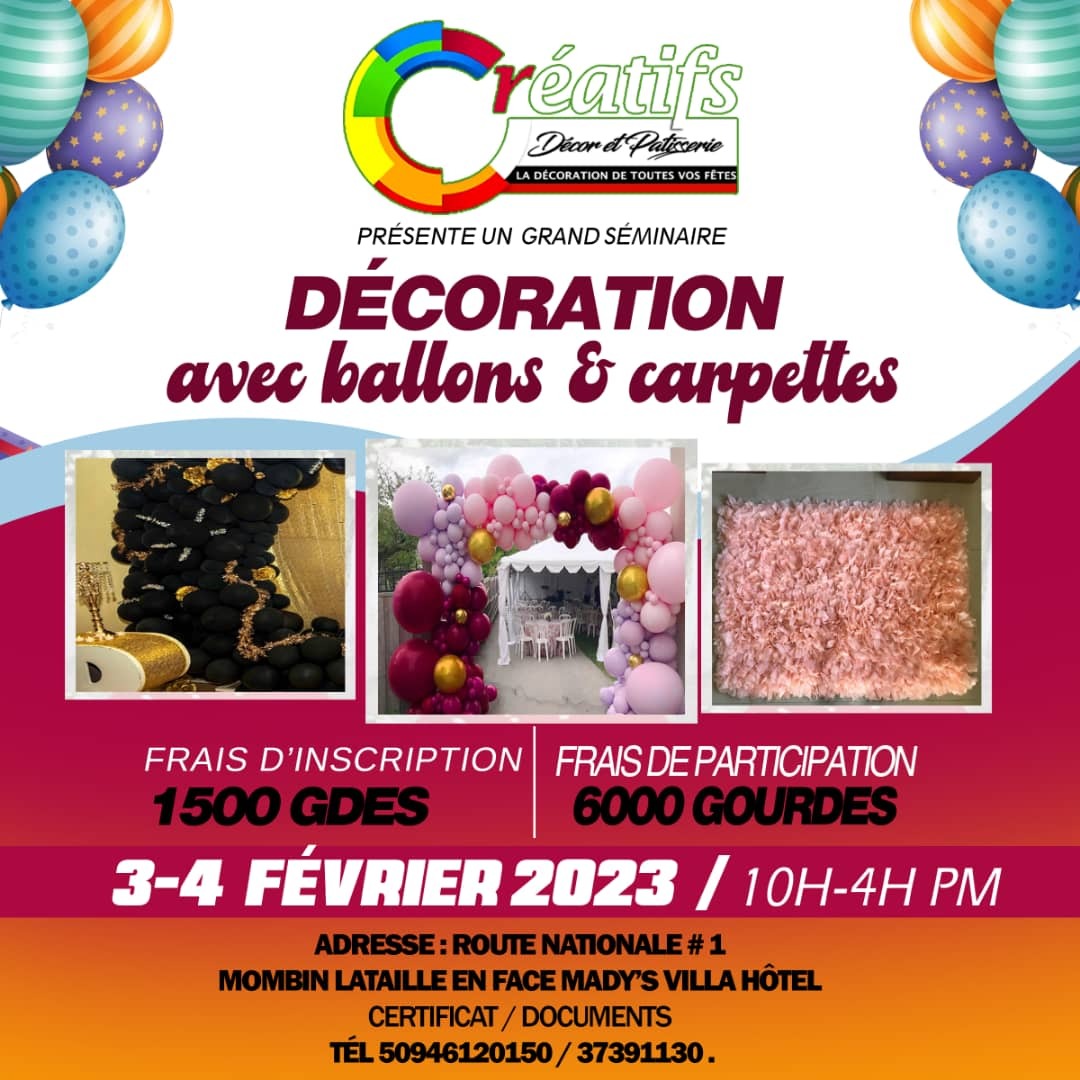 Créatifs
Décor et Patisserie
LA DÉCORATION DE TOUTES VOS FÊTES
PRÉSENTE UN GRAND SÉMINAIRE
DÉCORATION
avec ballons & carpettes
FRAIS D'INSCRIPTION
1500 GDES
FRAIS DE PARTICIPATION
6000 GOURDES
3-4 FÉVRIER 2023 / 10H-4H PM
ADRESSE : ROUTE NATIONALE # 1
MOMBIN LATAILLE EN FACE MADY'S VILLA HÔTEL
CERTIFICAT / DOCUMENTS
TÉL 50946120150 / 37391130 .